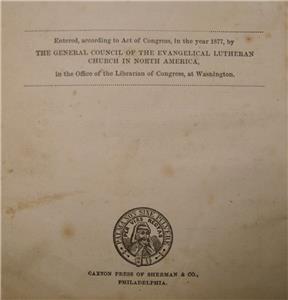 Entered, according to Act of Congress, in the year 1877, by
THE GENERAL COUNCIL OF THE EVANGELICAL LUTHERAN
CHURCH IN NORTH AMERICA,
in the Office of the Librarian of Congress, at Washington.
CAXTON PRESS OF SHERMAN & CO.,
PHILADELPHIA.